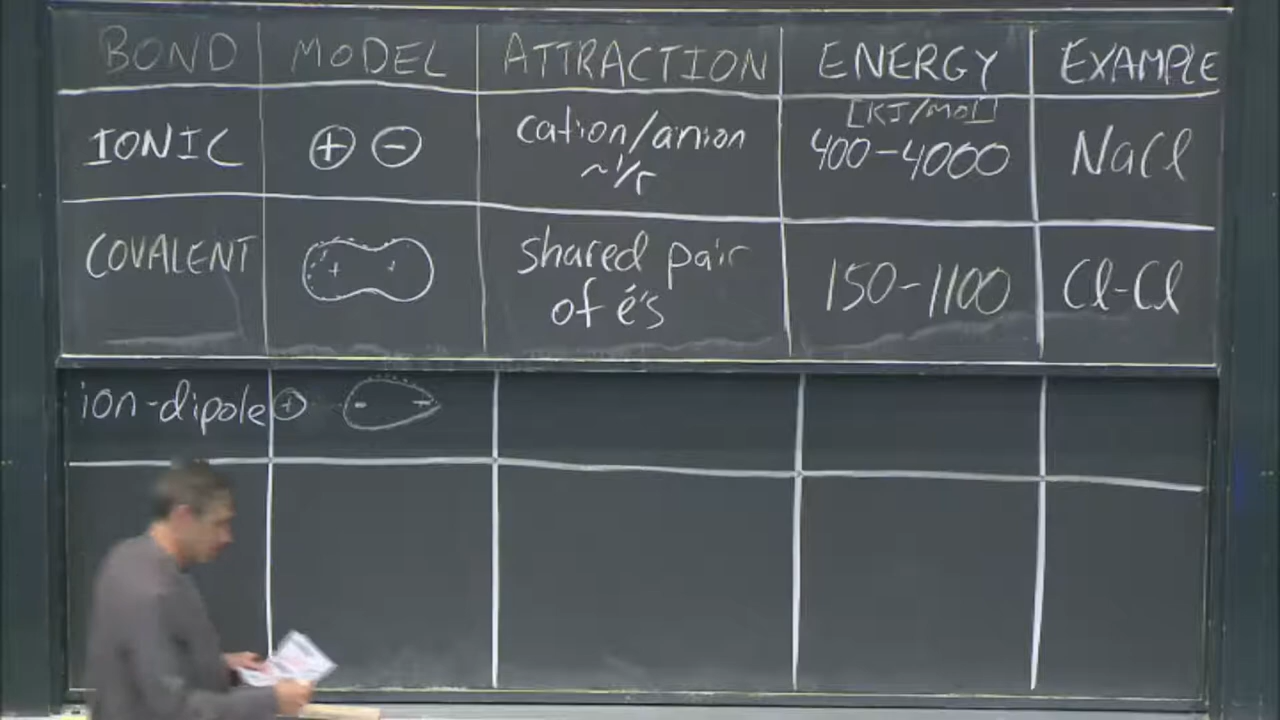 BOND MODEL ATTRACTION ENERGY EXAMPLE
[KJ/MOL]
IONIC + - cation/anion 400-4000 NaCl
~1/r
COVALENT + + shared pair 150-1100 Cl-Cl
of e's
ion-dipole + - +